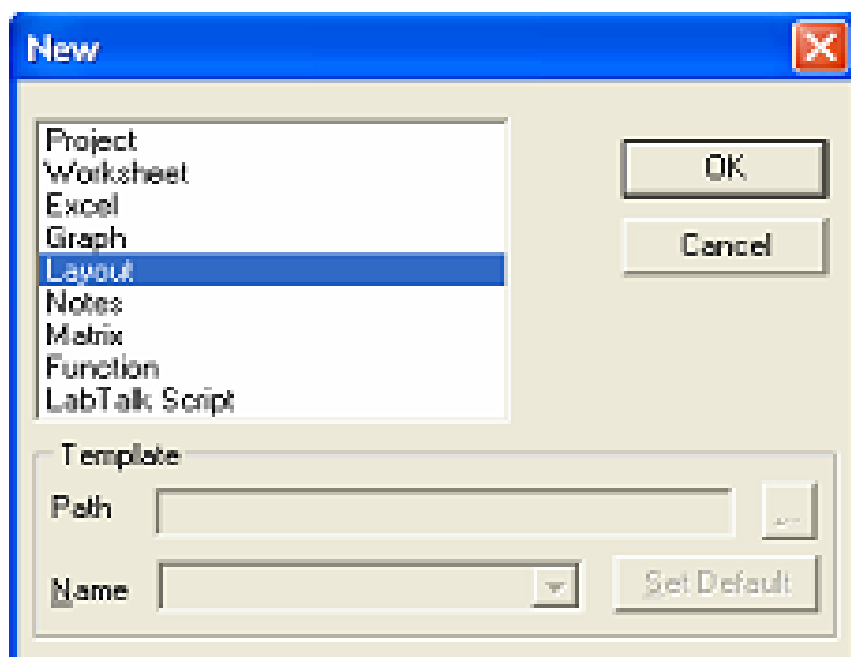 New
Project
Worksheet
Excel
Graph
Layout
Notes
Matrix
Function
LabTalk Script
OK
Cancel
Template
Path
...
Name
Set Default